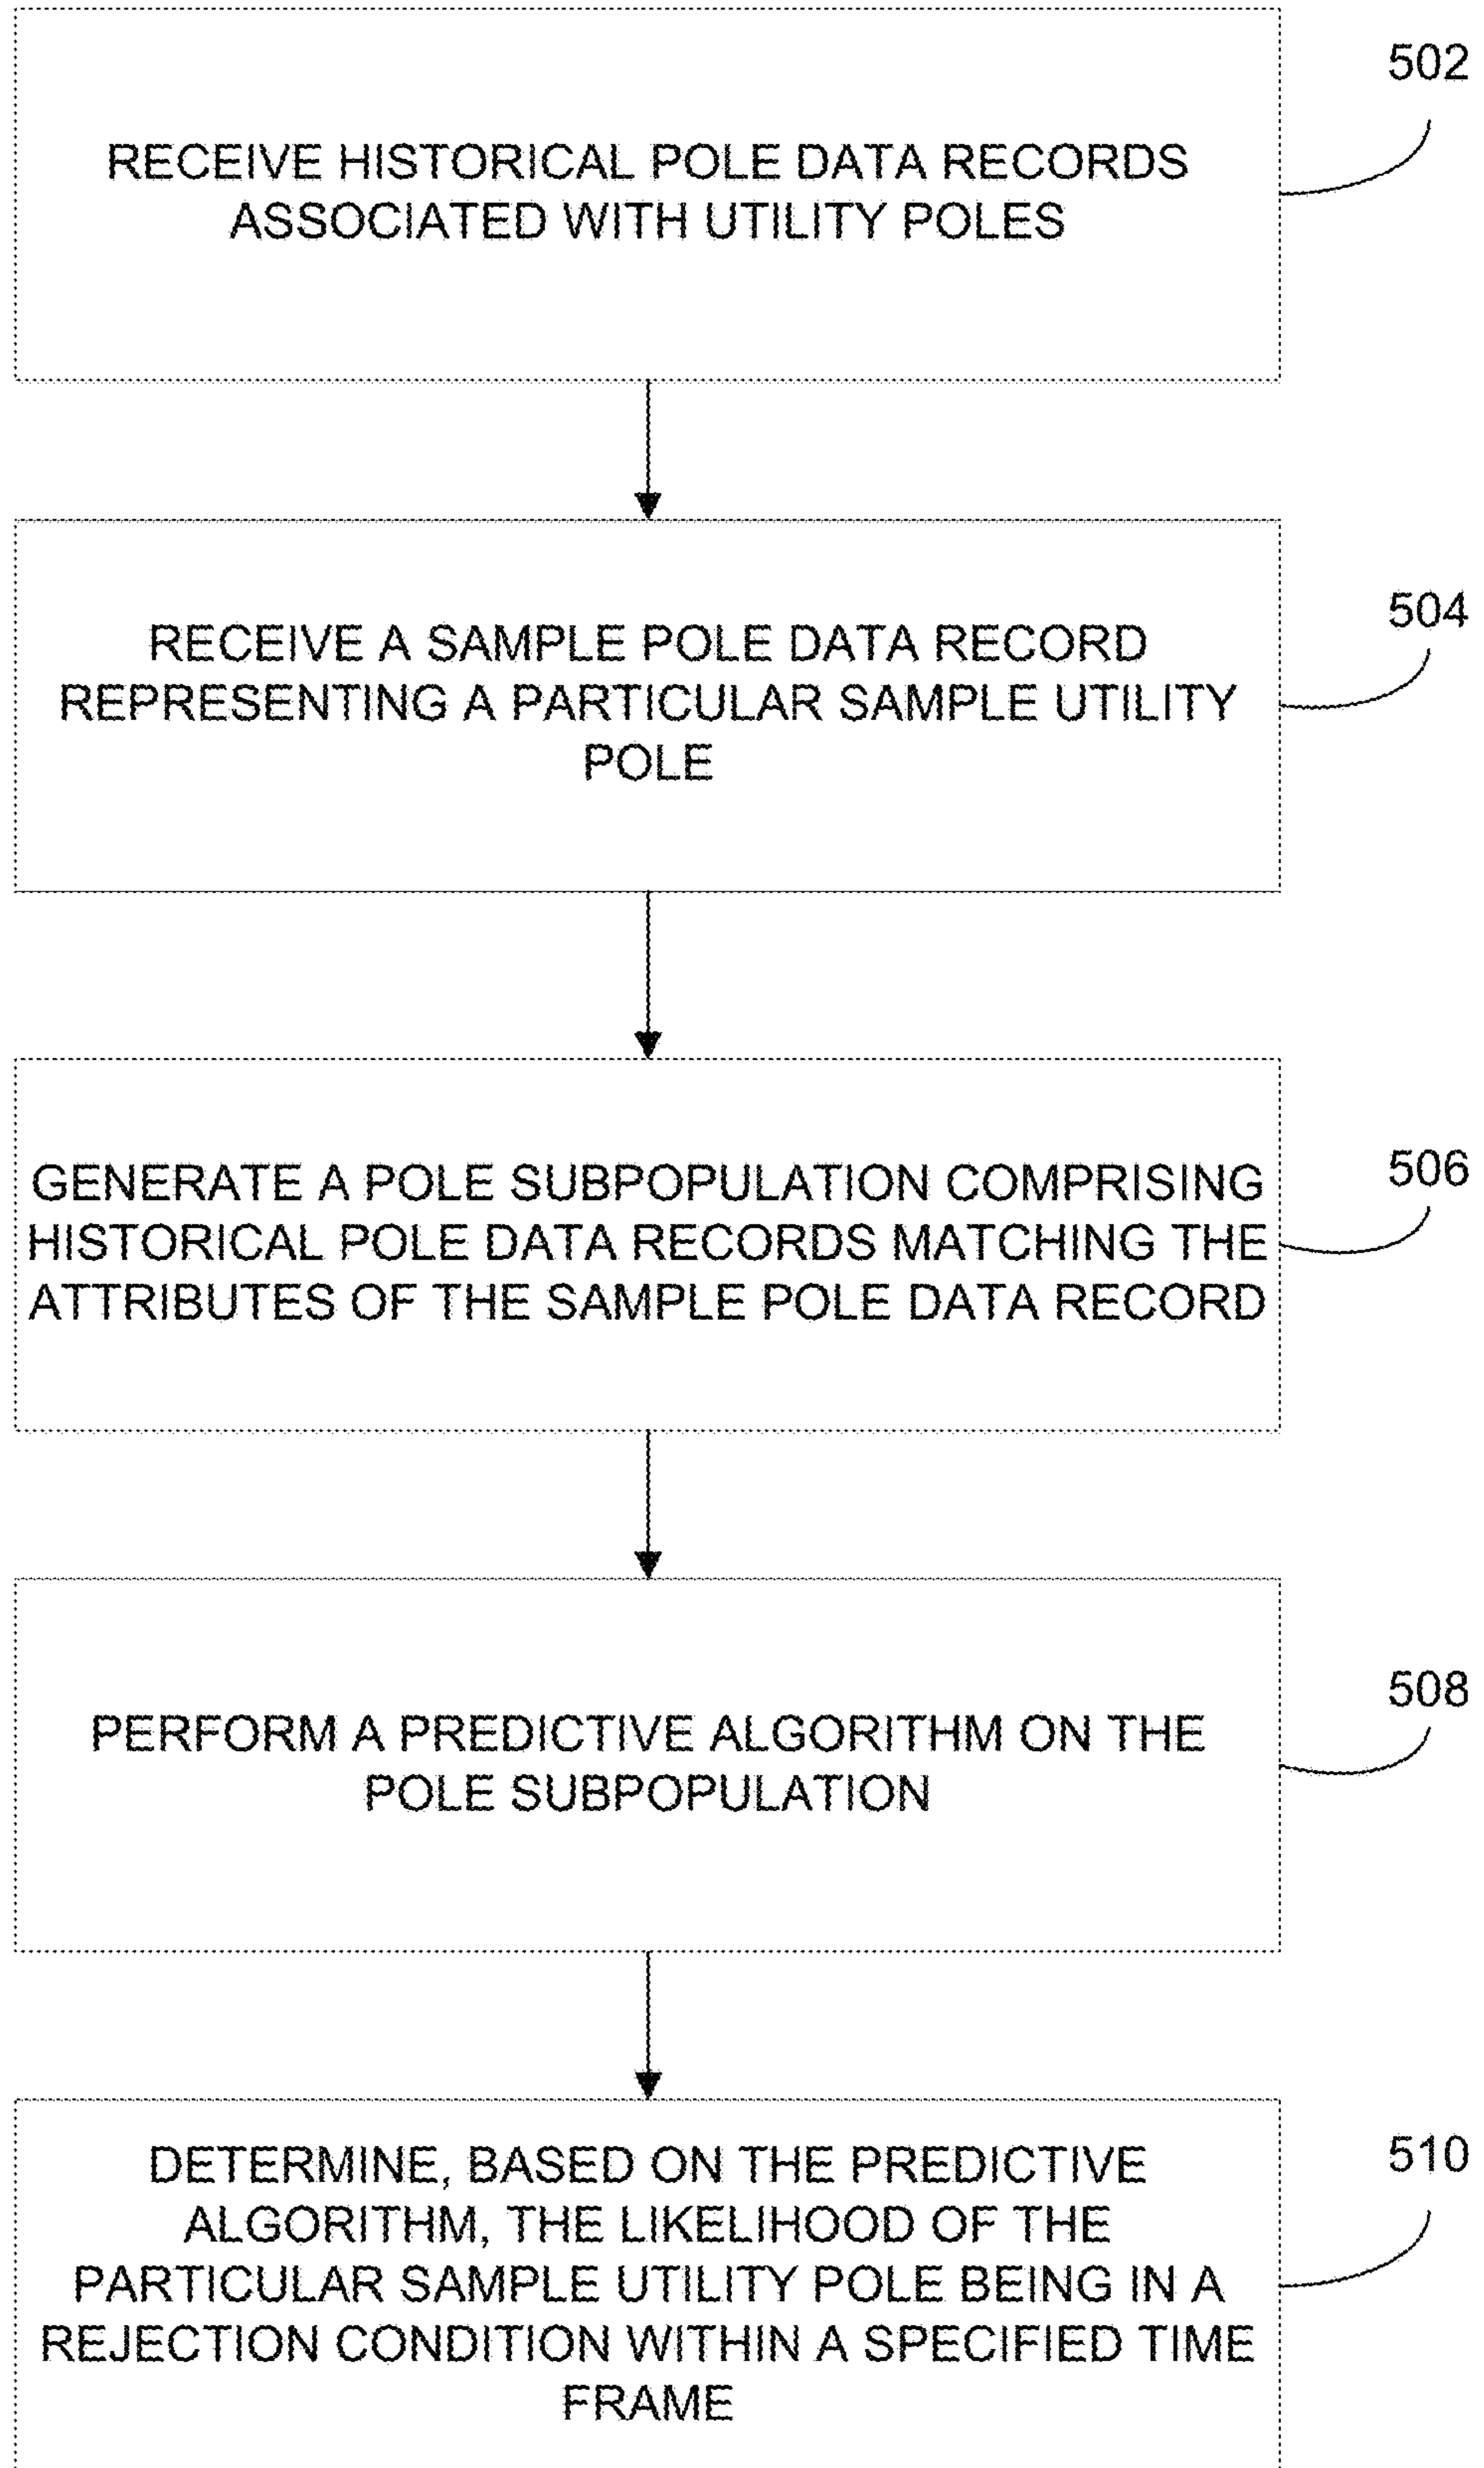 502
RECEIVE HISTORICAL POLE DATA RECORDS
ASSOCIATED WITH UTILITY POLES
504
RECEIVE A SAMPLE POLE DATA RECORD
REPRESENTING A PARTICULAR SAMPLE UTILITY
POLE
506
GENERATE A POLE SUBPOPULATION COMPRISING
HISTORICAL POLE DATA RECORDS MATCHING THE
ATTRIBUTES OF THE SAMPLE POLE DATA RECORD
508
PERFORM A PREDICTIVE ALGORITHM ON THE
POLE SUBPOPULATION
510
DETERMINE, BASED ON THE PREDICTIVE
ALGORITHM, THE LIKELIHOOD OF THE
PARTICULAR SAMPLE UTILITY POLE BEING IN A
REJECTION CONDITION WITHIN A SPECIFIED TIME
FRAME